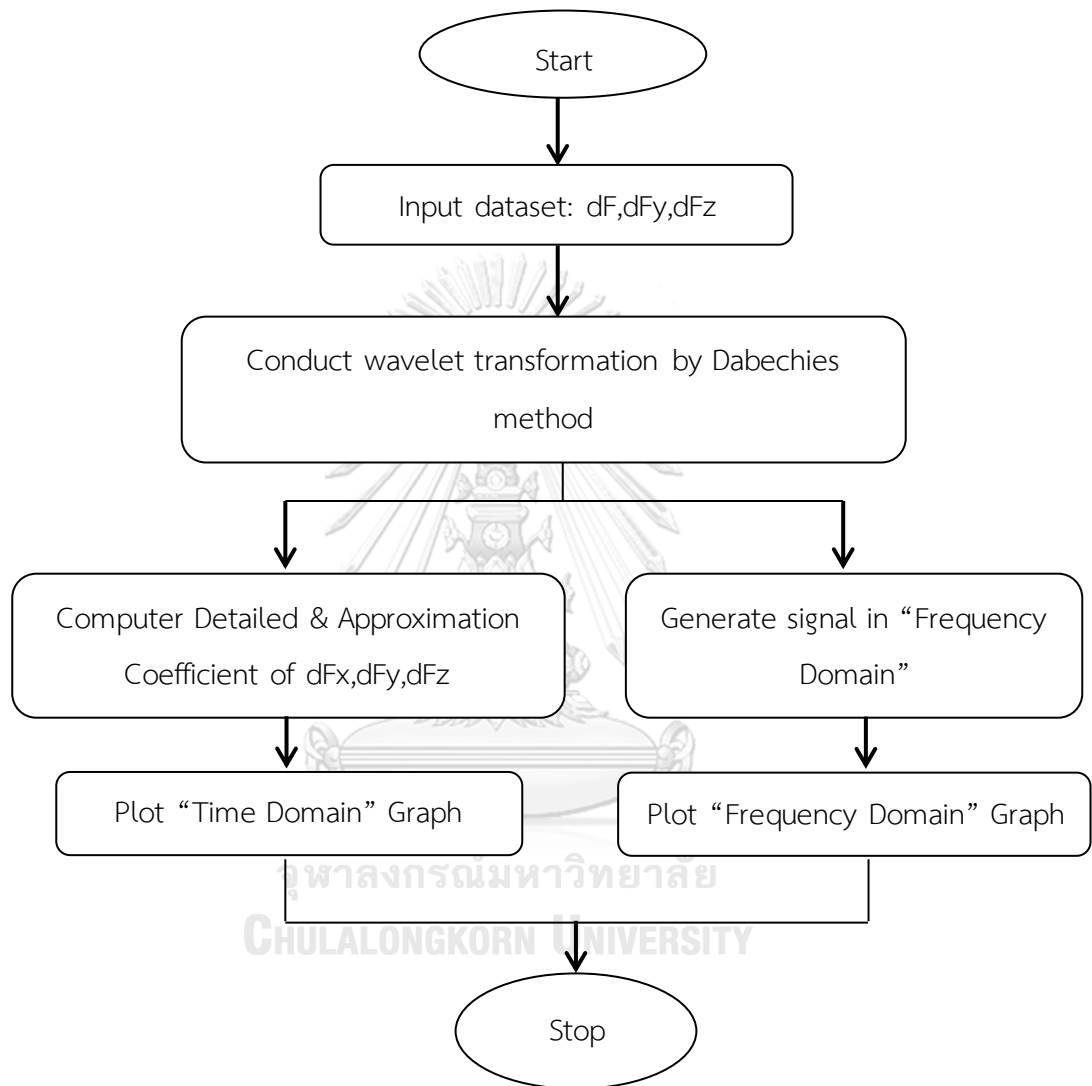 Start
Input dataset: dF,dFy,dFz
Conduct wavelet transformation by Dabechies
method
Computer Detailed & Approximation
Coefficient of dFx,dFy,dFz
Generate signal in “Frequency
Domain”
Plot “Time Domain” Graph
Plot “Frequency Domain” Graph
จุฬาลงกรณ์มหาวิทยาลัย
CHULALONGKORN UNIVERSITY
Stop